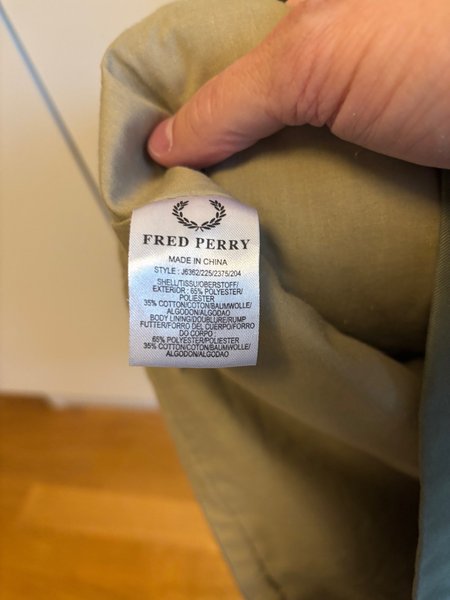 FRED PERRY
MADE IN CHINA
STYLE : J6362/225/2375/204
SHELL/TISSU/OBERSTOFF/
EXTERIOR : 65% POLYESTER/
POLIESTER
35% COTTON/COTON/BAUMWOLLE/
ALGODON/ALGODAO
BODY LINING/DOUBLURE/RUMP
FUTTER/FORRO DEL CUERPO/FORRO
DO CORPO :
65% POLYESTER/POLIESTER
35% COTTON/COTON/BAUMWOLLE/
ALGODON/ALGODAO